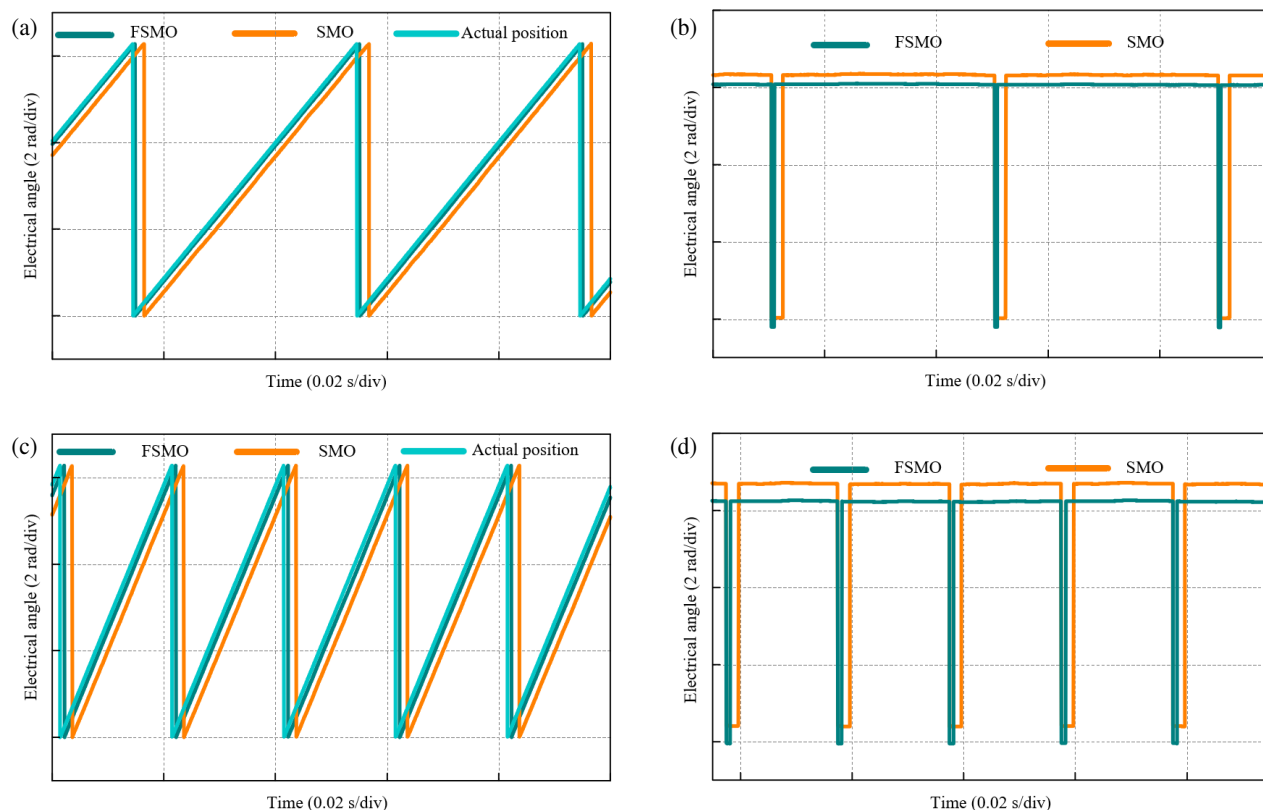 (a)
FSMO SMO Actual position
Electrical angle (2 rad/div)
Time (0.02 s/div)
(b)
FSMO SMO
Electrical angle (2 rad/div)
Time (0.02 s/div)
(c)
FSMO SMO Actual position
Electrical angle (2 rad/div)
Time (0.02 s/div)
(d)
FSMO SMO
Electrical angle (2 rad/div)
Time (0.02 s/div)